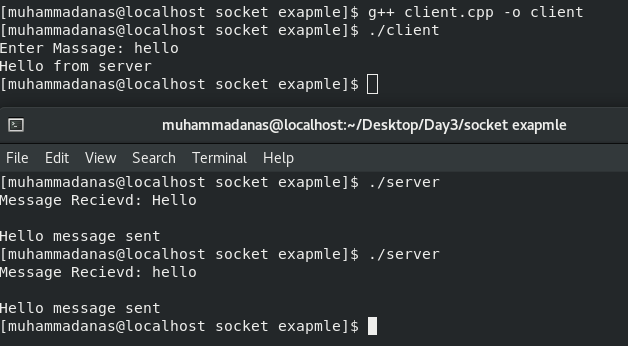 [muhammadanas@localhost socket exapmle]$ g++ client.cpp -o client
[muhammadanas@localhost socket exapmle]$ ./client
Enter Massage: hello
Hello from server
[muhammadanas@localhost socket exapmle]$
muhammadanas@localhost:~/Desktop/Day3/socket exapmle
File Edit View Search Terminal Help
[muhammadanas@localhost socket exapmle]$ ./server
Message Recievd: Hello
Hello message sent
[muhammadanas@localhost socket exapmle]$ ./server
Message Recievd: hello
Hello message sent
[muhammadanas@localhost socket exapmle]$